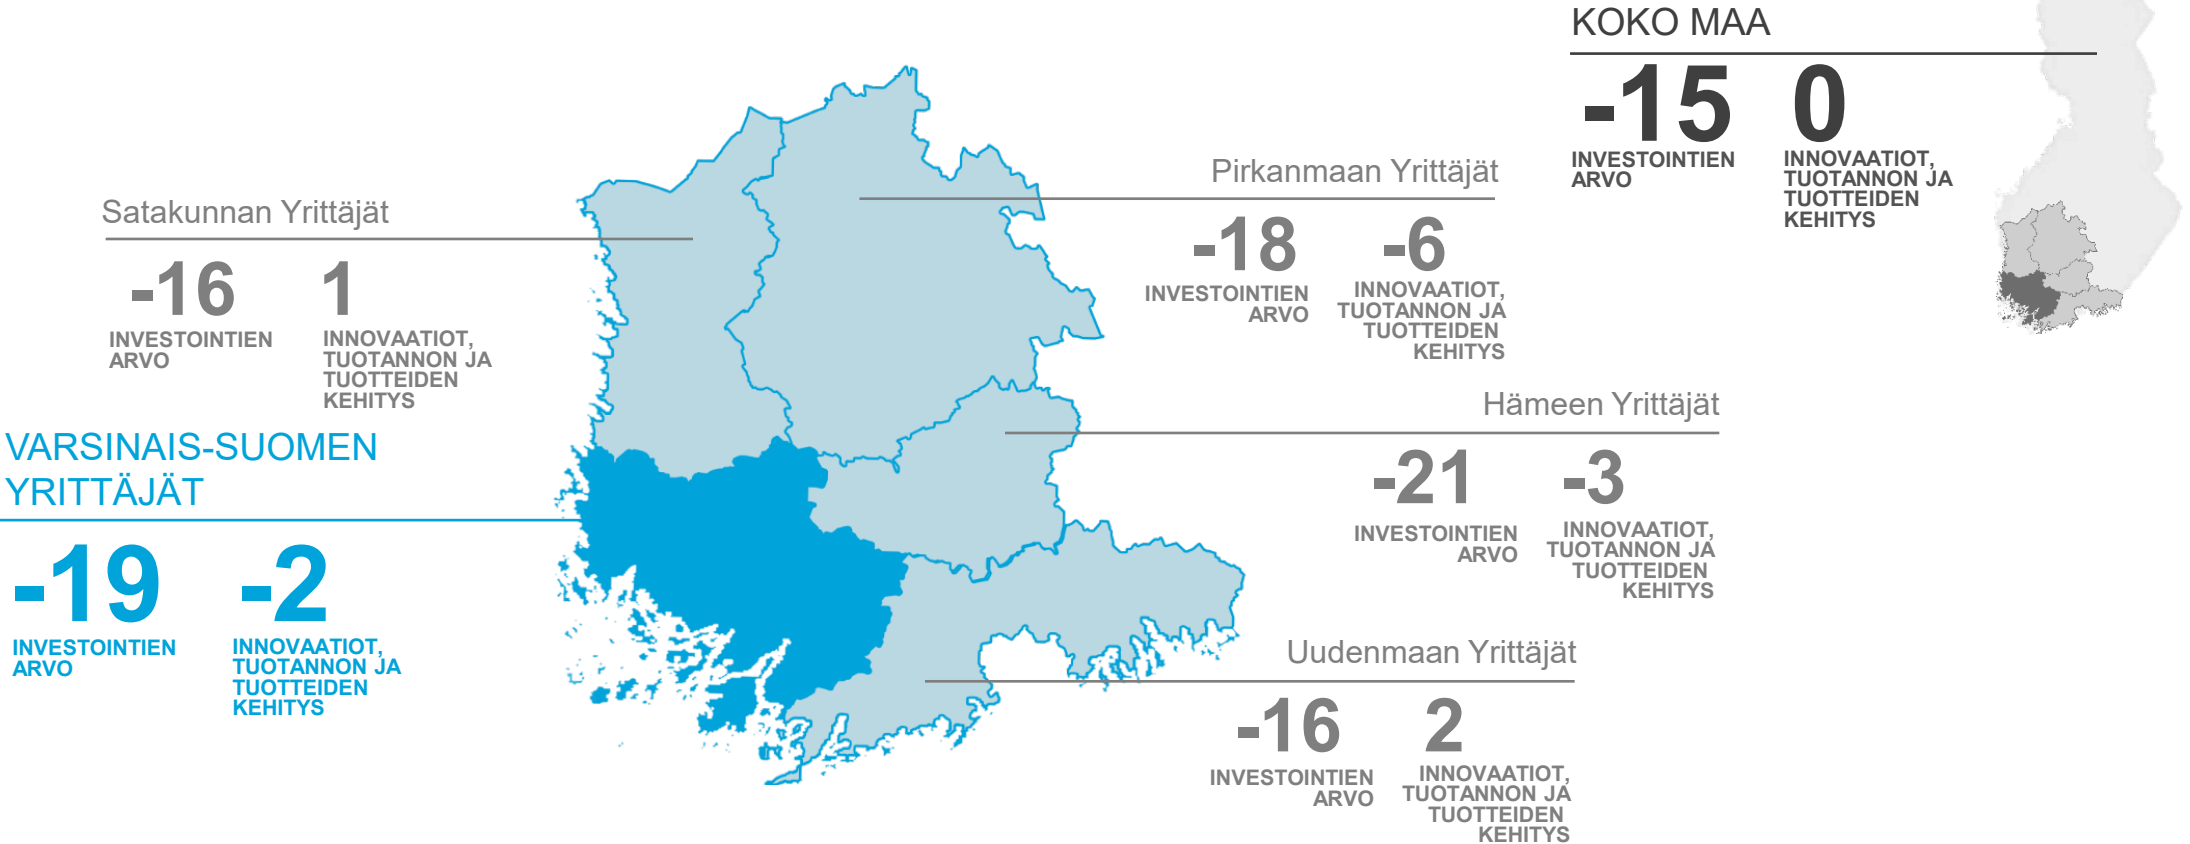 KOKO MAA
-15 0
INVESTOINTIEN
ARVO
INNOVAATIOT,
TUOTANNON JA
TUOTTEIDEN
KEHITYS
Pirkanmaan Yrittäjät
-18 -6
INVESTOINTIEN
ARVO
INNOVAATIOT,
TUOTANNON JA
TUOTTEIDEN
KEHITYS
Satakunnan Yrittäjät
-16 1
INVESTOINTIEN
ARVO
INNOVAATIOT,
TUOTANNON JA
TUOTTEIDEN
KEHITYS
Hämeen Yrittäjät
-21 -3
INVESTOINTIEN
ARVO
INNOVAATIOT,
TUOTANNON JA
TUOTTEIDEN
KEHITYS
VARSINAIS-SUOMEN
YRITTÄJÄT
-19 -2
INVESTOINTIEN
ARVO
INNOVAATIOT,
TUOTANNON JA
TUOTTEIDEN
KEHITYS
Uudenmaan Yrittäjät
-16 2
INVESTOINTIEN
ARVO
INNOVAATIOT,
TUOTANNON JA
TUOTTEIDEN
KEHITYS